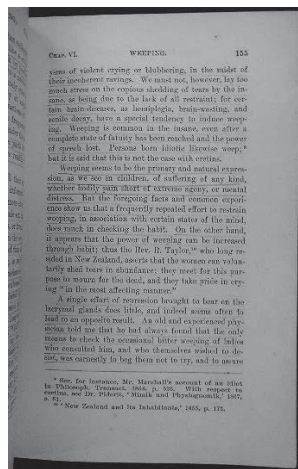 CHAP. VI. WEEPING. 155
ysms of violent crying or blubbering, in the midst of
their incoherent ravings. We must not, however, lay too
much stress on the copious shedding of tears by the in-
sane, as being due to the lack of all restraint; for cer-
tain brain-diseases, as hemiplegia, brain-wasting, and
senile decay, have a special tendency to induce weep-
ing. Weeping is common in the insane, even after a
complete state of fatuity has been reached and the power
of speech lost. Persons born idiotic likewise weep;⁹
but it is said that this is not the case with cretins.
Weeping seems to be the primary and natural expres-
sion, as we see in children, of suffering of any kind,
whether bodily pain short of extreme agony, or mental
distress. But the foregoing facts and common experi-
ence show us that a frequently repeated effort to restrain
weeping, in association with certain states of the mind,
does much in checking the habit. On the other hand,
it appears that the power of weeping can be increased
through habit; thus the Rev. R. Taylor,¹⁰ who long re-
sided in New Zealand, asserts that the women can volun-
tarily shed tears in abundance; they meet for this pur-
pose to mourn for the dead, and they take pride in cry-
ing "in the most affecting manner."
A single effort of repression brought to bear on the
lacrymal glands does little, and indeed seems often to
lead to an opposite result. An old and experienced phy-
sician told me that he had always found that the only
means to check the occasional bitter weeping of ladies
who consulted him, and who themselves wished to de-
sist, was earnestly to beg them not to try, and to assure
⁹ See, for instance, Mr. Marshall's account of an idiot
in Philosoph. Transact. 1864, p. 526. With respect to
cretins, see Dr. Piderit, 'Mimik und Physiognomik,' 1867,
s. 61.
¹⁰ 'New Zealand and its Inhabitants,' 1855, p. 175.